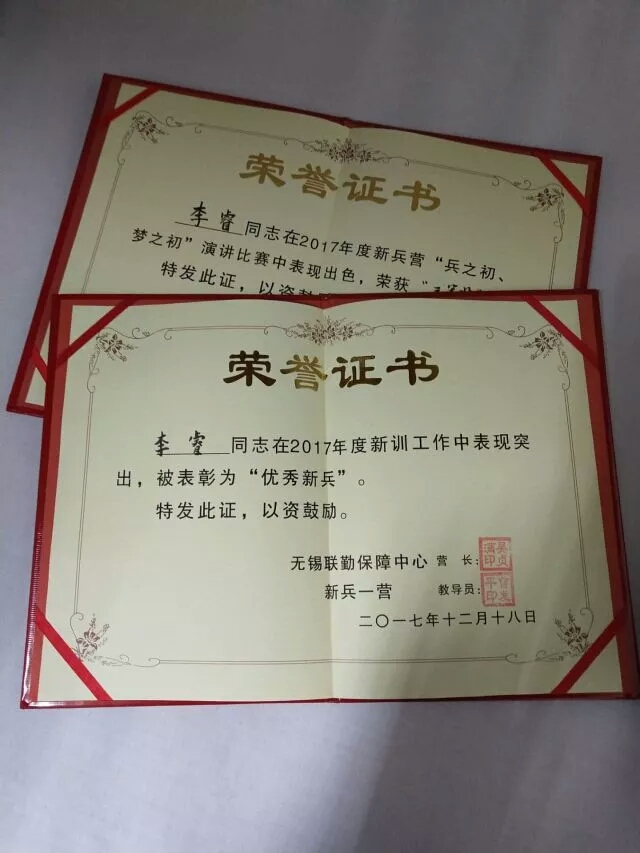 荣誉证书
李睿同志在2017年度新兵营“兵之初、
梦之初”演讲比赛中表现出色，荣获“
特发此证，以资鼓
荣誉证书
李睿同志在2017年度新训工作中表现突
出，被表彰为“优秀新兵”。
特发此证，以资鼓励。
无锡联勤保障中心 营 长：
新兵一营 教导员：
二〇一七年十二月十八日